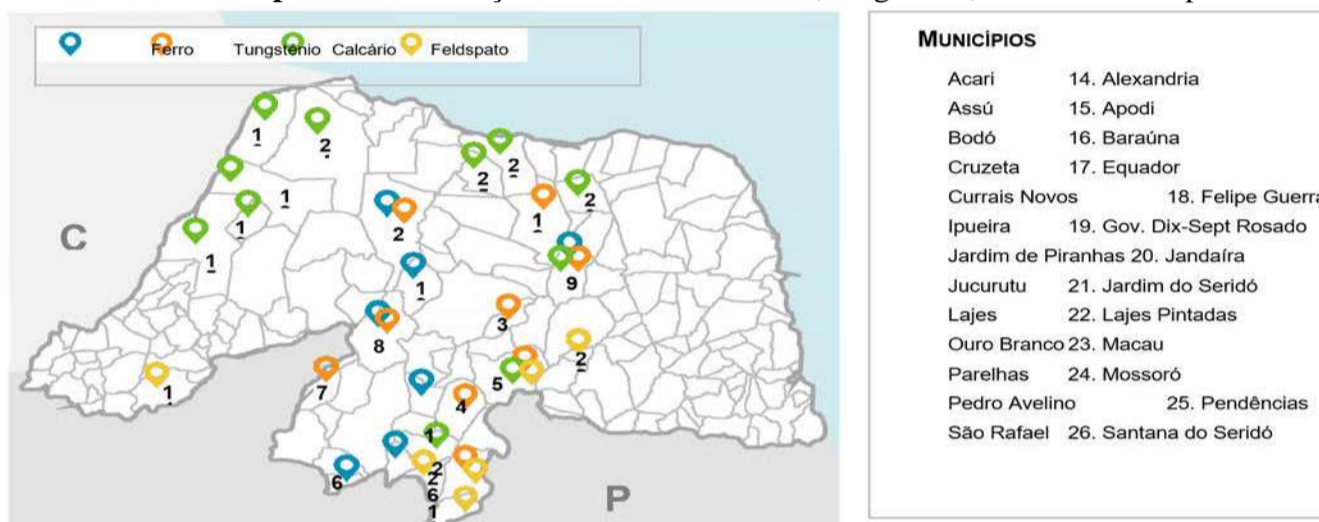 Ferro Tungstênio Calcário Feldspato
MUNICÍPIOS
Acari 14. Alexandria
Assú 15. Apodi
Bodó 16. Baraúna
Cruzeta 17. Equador
Currais Novos 18. Felipe Guerra
Ipueira 19. Gov. Dix-Sept Rosado
Jardim de Piranhas 20. Jandaíra
Jucurutu 21. Jardim do Seridó
Lajes 22. Lajes Pintadas
Ouro Branco 23. Macau
Parelhas 24. Mossoró
Pedro Avelino 25. Pendências
São Rafael 26. Santana do Seridó
1
2
2
2
1
1
2
1
2
C
1
9
1
3
8
2
7
5
1
4
1
6
2
2
6
1
P